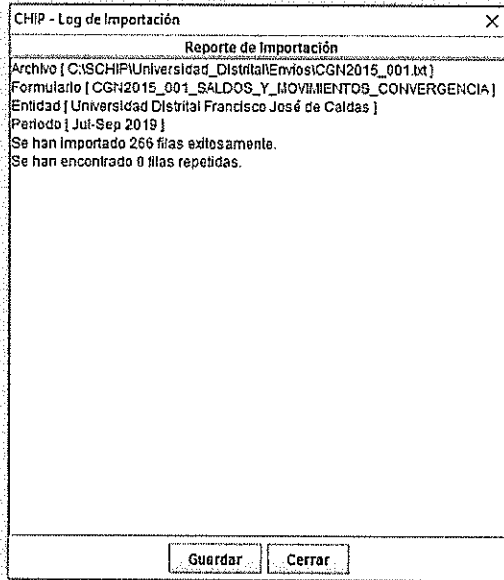 CHIP - Log de Importación
Reporte de Importación
Archivo [ C:\SCHIP\Universidad_Distrital\Envios\CGN2015_001.txt ]
Formulario [ CGN2015_001_SALDOS_Y_MOVIMIENTOS_CONVERGENCIA ]
Entidad [ Universidad Distrital Francisco José de Caldas ]
Periodo [ Jul-Sep 2019 ]
Se han importado 266 filas exitosamente.
Se han encontrado 0 filas repetidas.
Guardar Cerrar